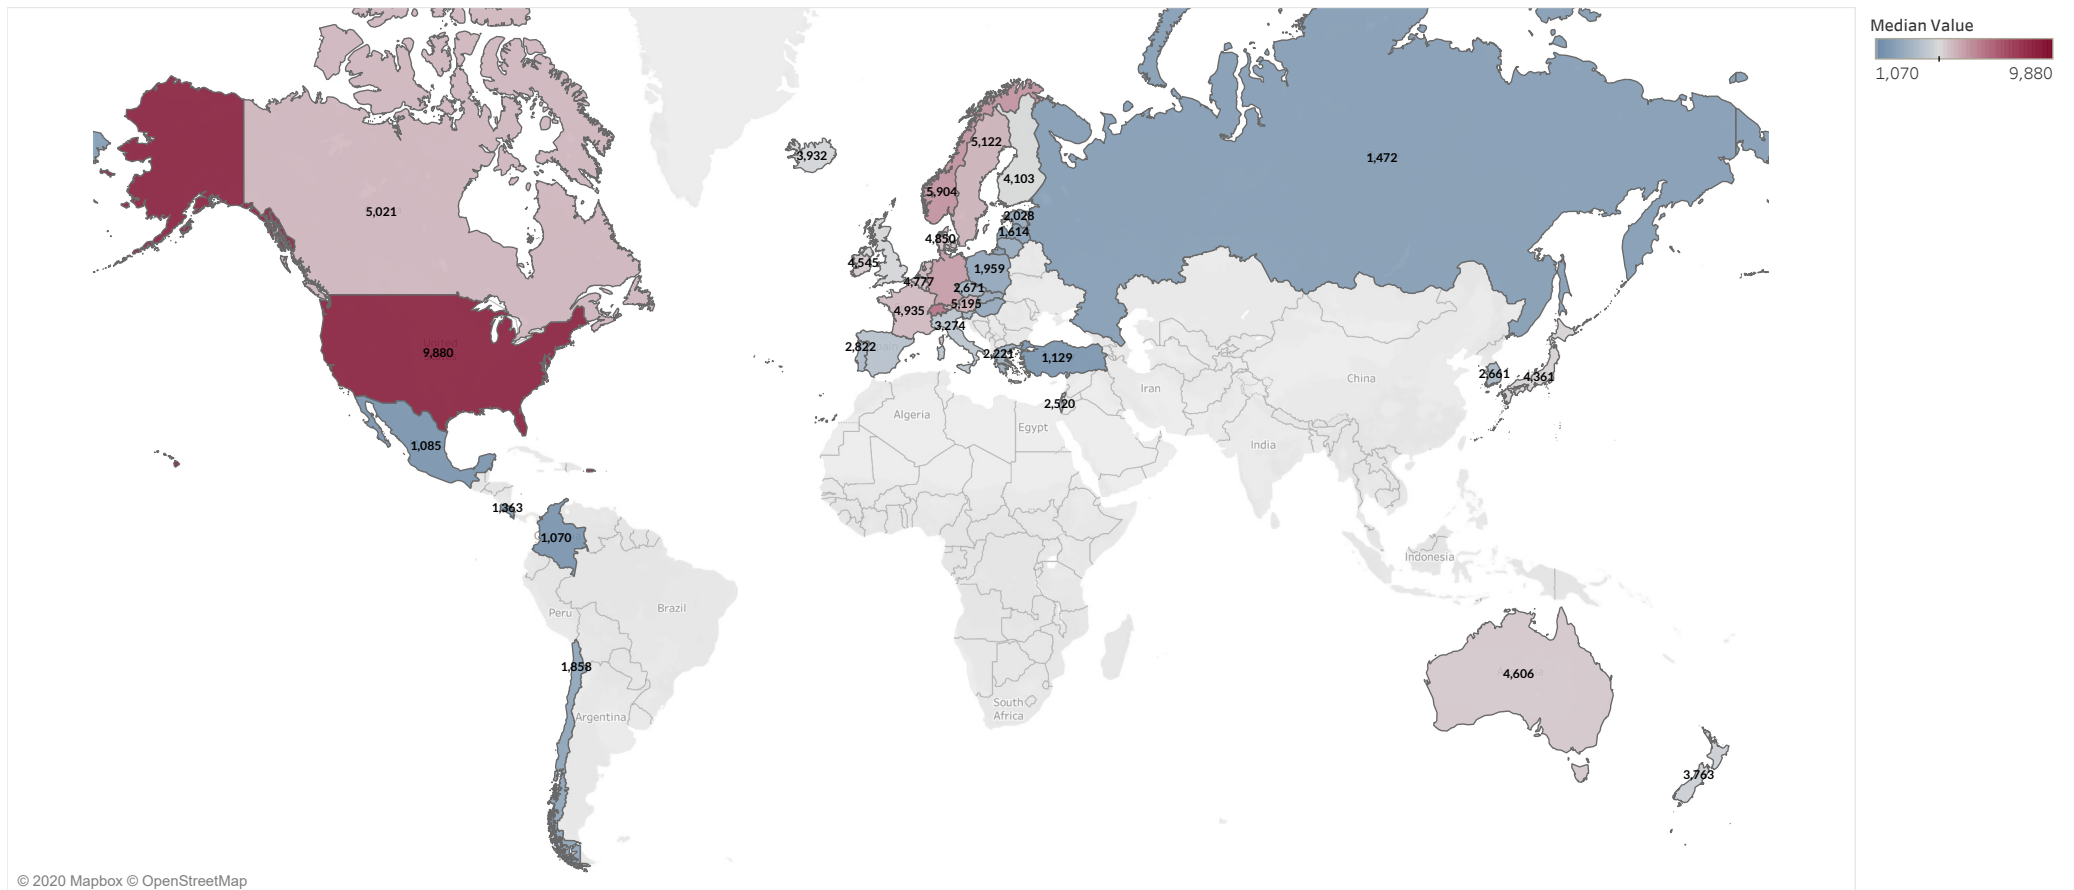 Median Value
1,070 9,880
3,932
5,122
1,472
4,103
5,904
5,021
2,028
1,614
4,850
4,545
1,959
4,777
2,671
5,195
4,935
3,274
United
9,880
2,822
2,221
1,129
2,661
4,361
China
Iran
2,520
Algeria
Egypt
India
1,085
1,363
1,070
Indonesia
Peru
Brazil
1,858
4,606
South
Africa
Argentina
3,763
© 2020 Mapbox © OpenStreetMap